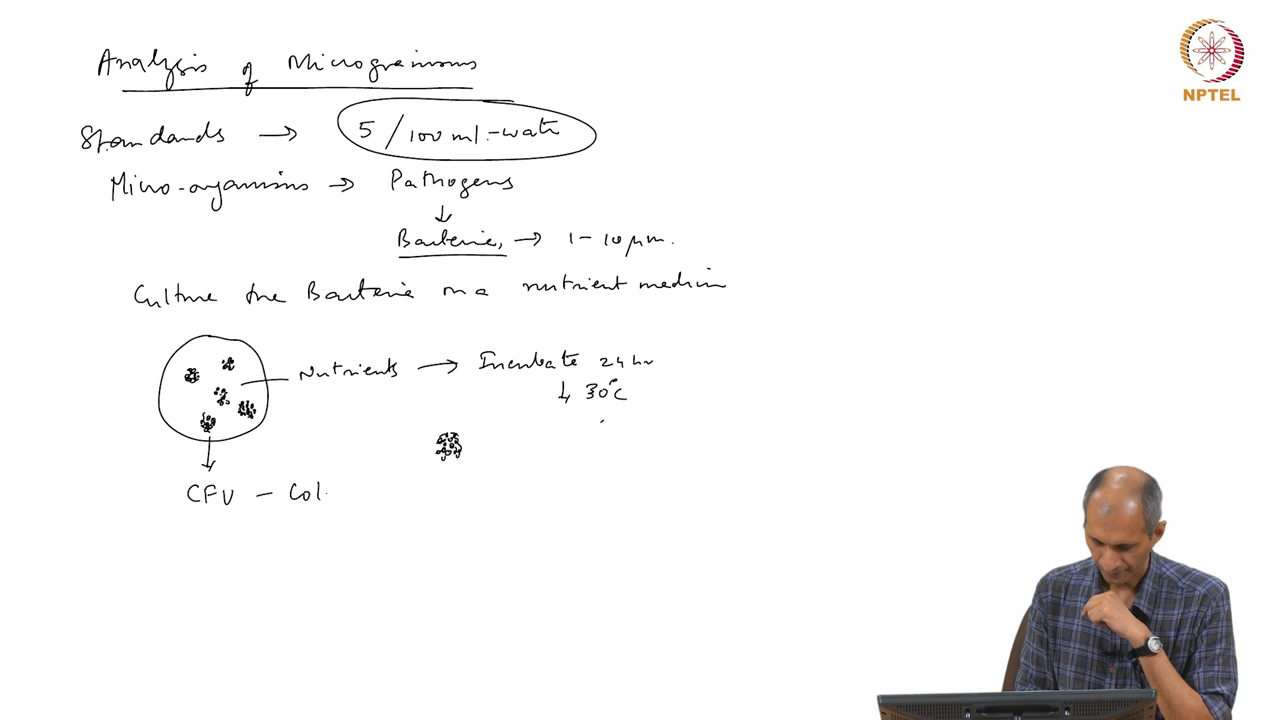 Analysis of Microgranisms
Standards → 5 / 100 ml - water
Micro-organisms → Pathogens
↓
Bacteria, → 1 - 10 μm.
Culture the Bacteria on a nutrient medium
Nutrients → Incubate 24 hr
↳ 30°C
CFU - Col
NPTEL